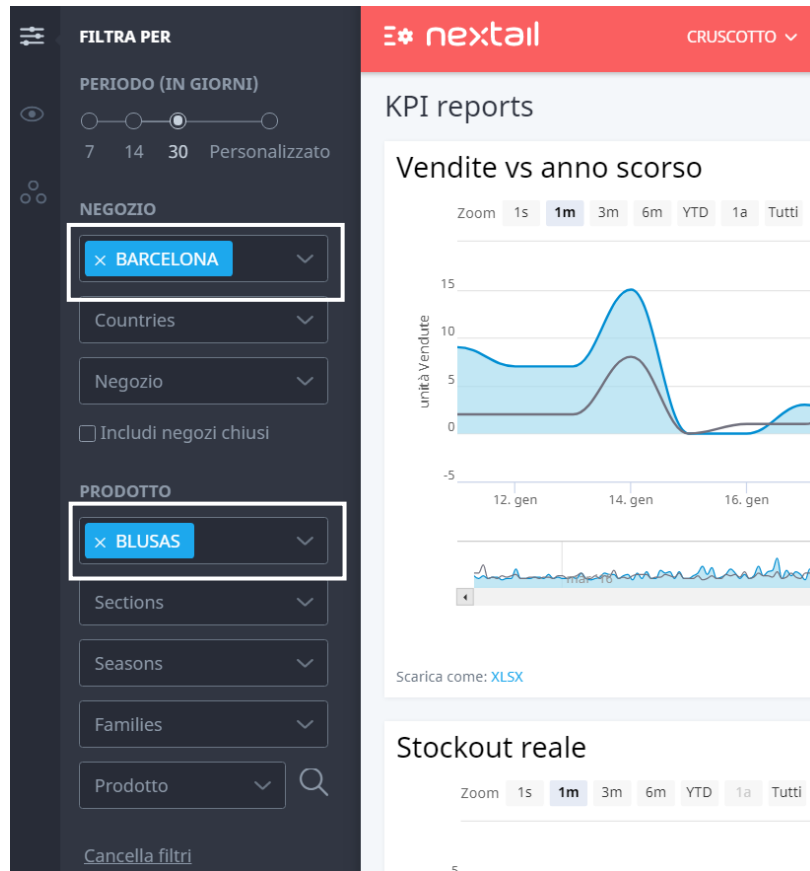 FILTRA PER
PERIODO (IN GIORNI)
7 14 30 Personalizzato
NEGOZIO
× BARCELONA
Countries
Negozio
Includi negozi chiusi
PRODOTTO
× BLUSAS
Sections
Seasons
Families
Prodotto
Cancella filtri
nextail
CRUSCOTTO
KPI reports
Vendite vs anno scorso
Zoom 1s 1m 3m 6m YTD 1a Tutti
unità Vendute
15
10
5
0
-5
12. gen 14. gen 16. gen
mar '16
Scarica come: XLSX
Stockout reale
Zoom 1s 1m 3m 6m YTD 1a Tutti
5